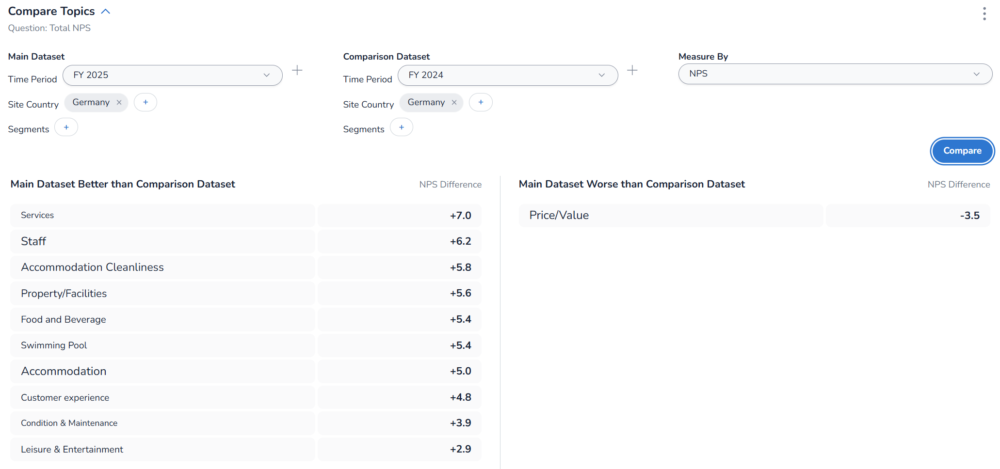 Compare Topics
Question: Total NPS
Main Dataset
Time Period FY 2025
Site Country Germany × +
Segments +
Comparison Dataset
Time Period FY 2024
Site Country Germany × +
Segments +
Measure By
NPS
Compare
Main Dataset Better than Comparison Dataset NPS Difference
Services +7.0
Staff +6.2
Accommodation Cleanliness +5.8
Property/Facilities +5.6
Food and Beverage +5.4
Swimming Pool +5.4
Accommodation +5.0
Customer experience +4.8
Condition & Maintenance +3.9
Leisure & Entertainment +2.9
Main Dataset Worse than Comparison Dataset NPS Difference
Price/Value -3.5